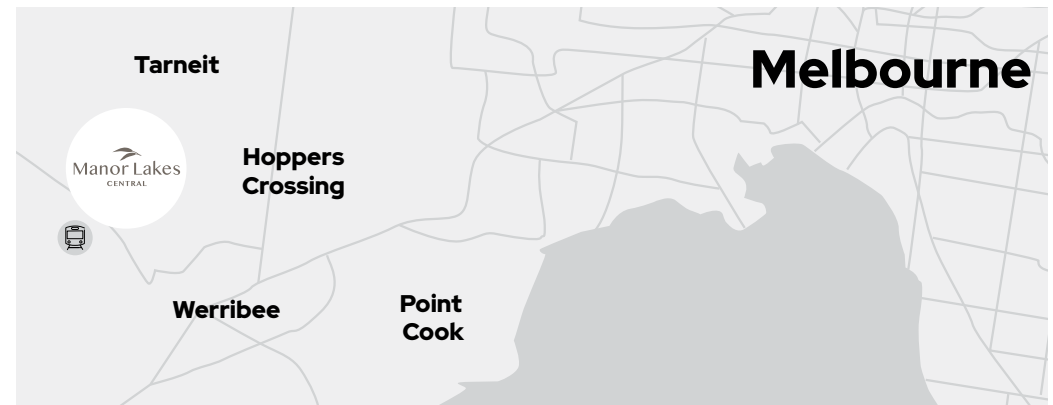 Melbourne
Tarneit
Manor Lakes
CENTRAL
Hoppers
Crossing
Werribee
Point
Cook